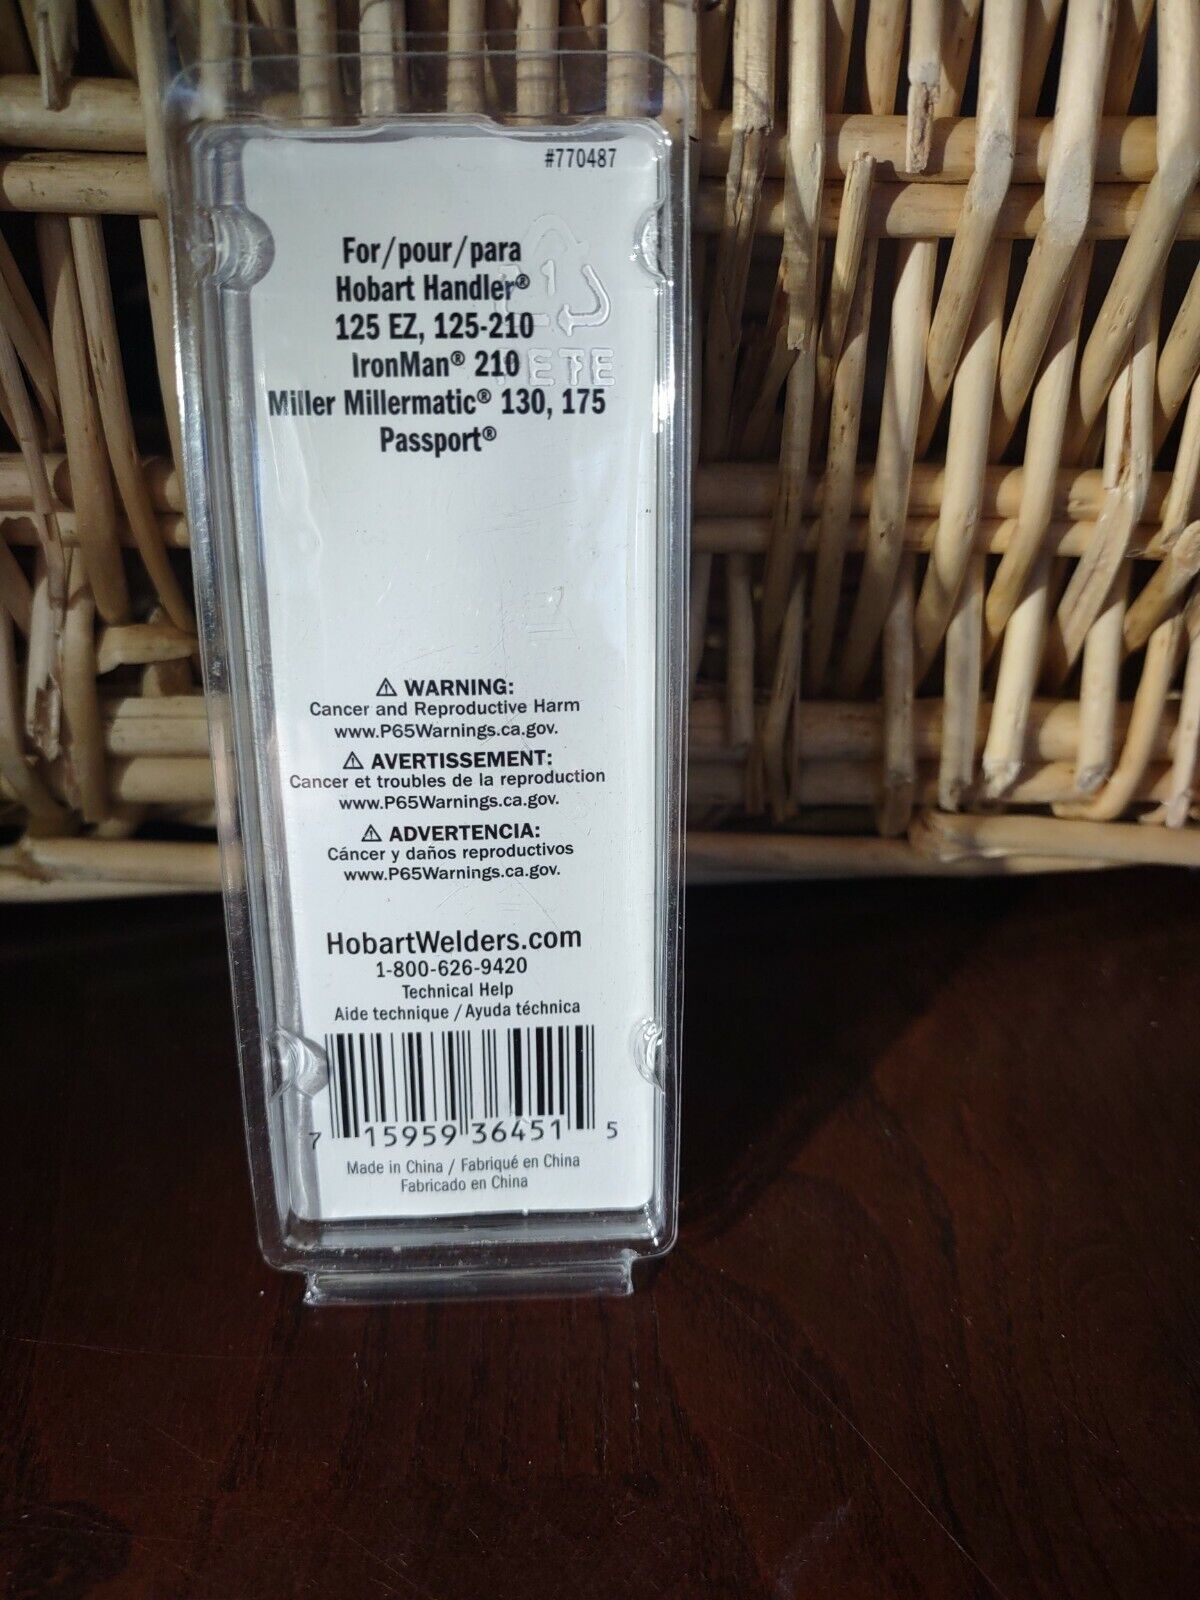 #770487
For/pour/para
Hobart Handler®
125 EZ, 125-210
IronMan® 210
Miller Millermatic® 130, 175
Passport®
1
PETE
⚠ WARNING:
Cancer and Reproductive Harm
www.P65Warnings.ca.gov.
⚠ AVERTISSEMENT:
Cancer et troubles de la reproduction
www.P65Warnings.ca.gov.
⚠ ADVERTENCIA:
Cáncer y daños reproductivos
www.P65Warnings.ca.gov.
HobartWelders.com
1-800-626-9420
Technical Help
Aide technique / Ayuda téchnica
7 15959 36451 5
Made in China / Fabriqué en China
Fabricado en China